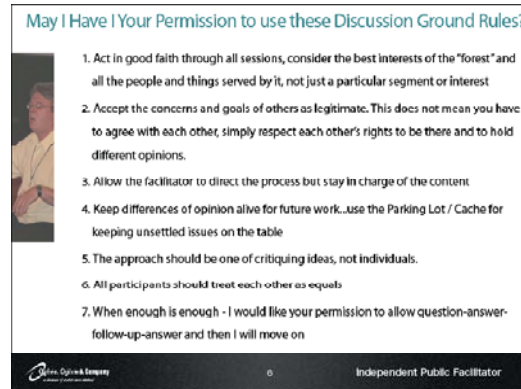 May I Have I Your Permission to use these Discussion Ground Rules?
1. Act in good faith through all sessions, consider the best interests of the "forest" and
all the people and things served by it, not just a particular segment or interest
2. Accept the concerns and goals of others as legitimate. This does not mean you have
to agree with each other, simply respect each other's rights to be there and to hold
different opinions.
3. Allow the facilitator to direct the process but stay in charge of the content
4. Keep differences of opinion alive for future work...use the Parking Lot / Cache for
keeping unsettled issues on the table
5. The approach should be one of critiquing ideas, not individuals.
6. All participants should treat each other as equals
7. When enough is enough - I would like your permission to allow question-answer-
follow-up-answer and then I will move on
Ogden, Ogden & Company
6
Independent Public Facilitator